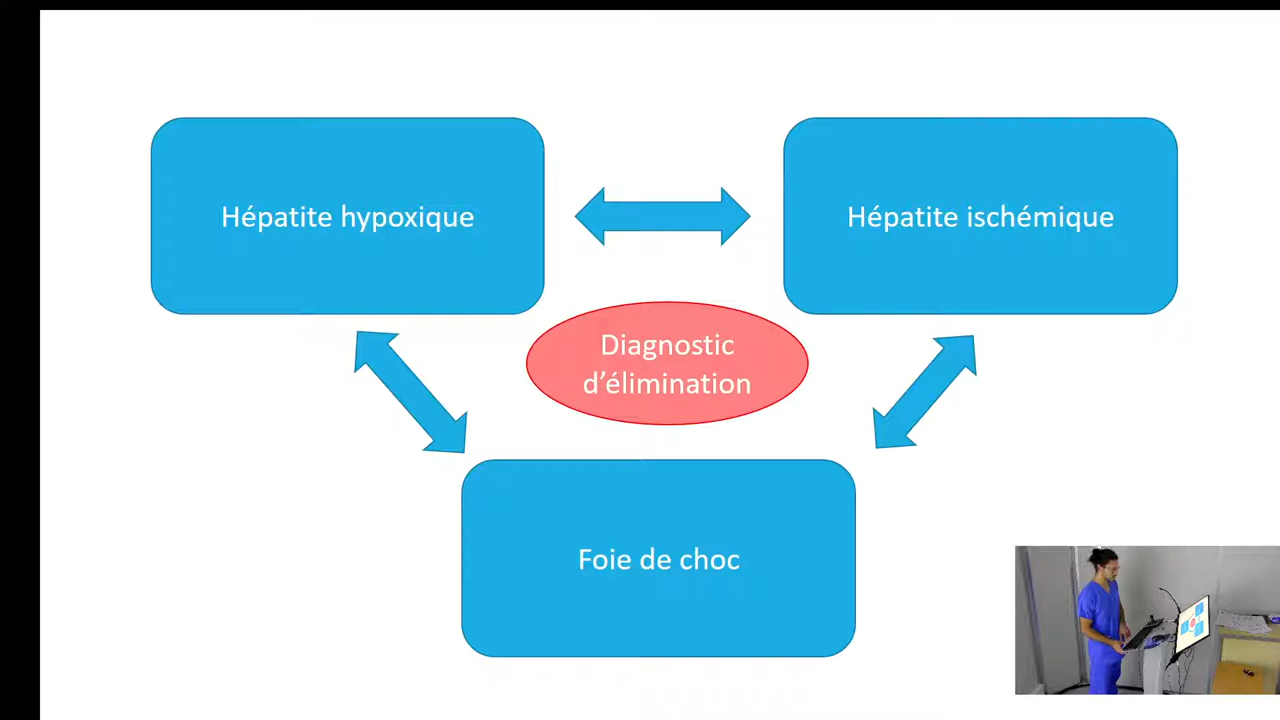 Hépatite hypoxique
Hépatite ischémique
Diagnostic
d’élimination
Foie de choc